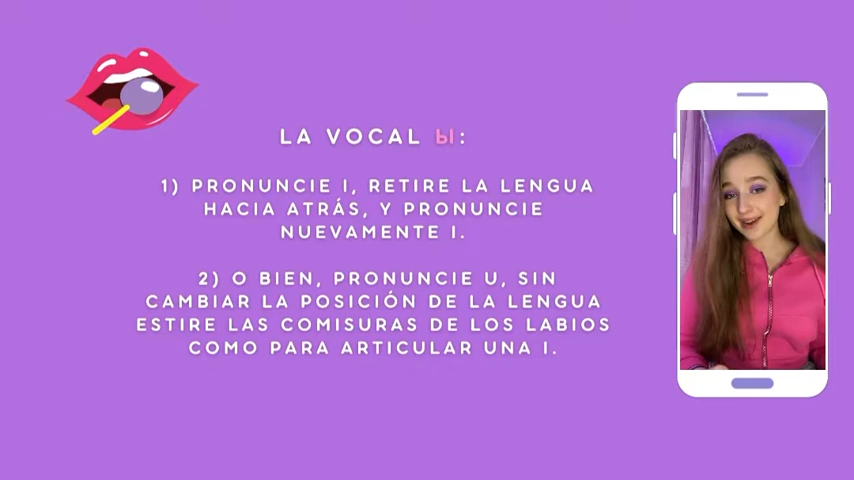 LA VOCAL Ы:
1) PRONUNCIE I, RETIRE LA LENGUA
HACIA ATRÁS, Y PRONUNCIE
NUEVAMENTE I.
2) O BIEN, PRONUNCIE U, SIN
CAMBIAR LA POSICIÓN DE LA LENGUA
ESTIRE LAS COMISURAS DE LOS LABIOS
COMO PARA ARTICULAR UNA I.